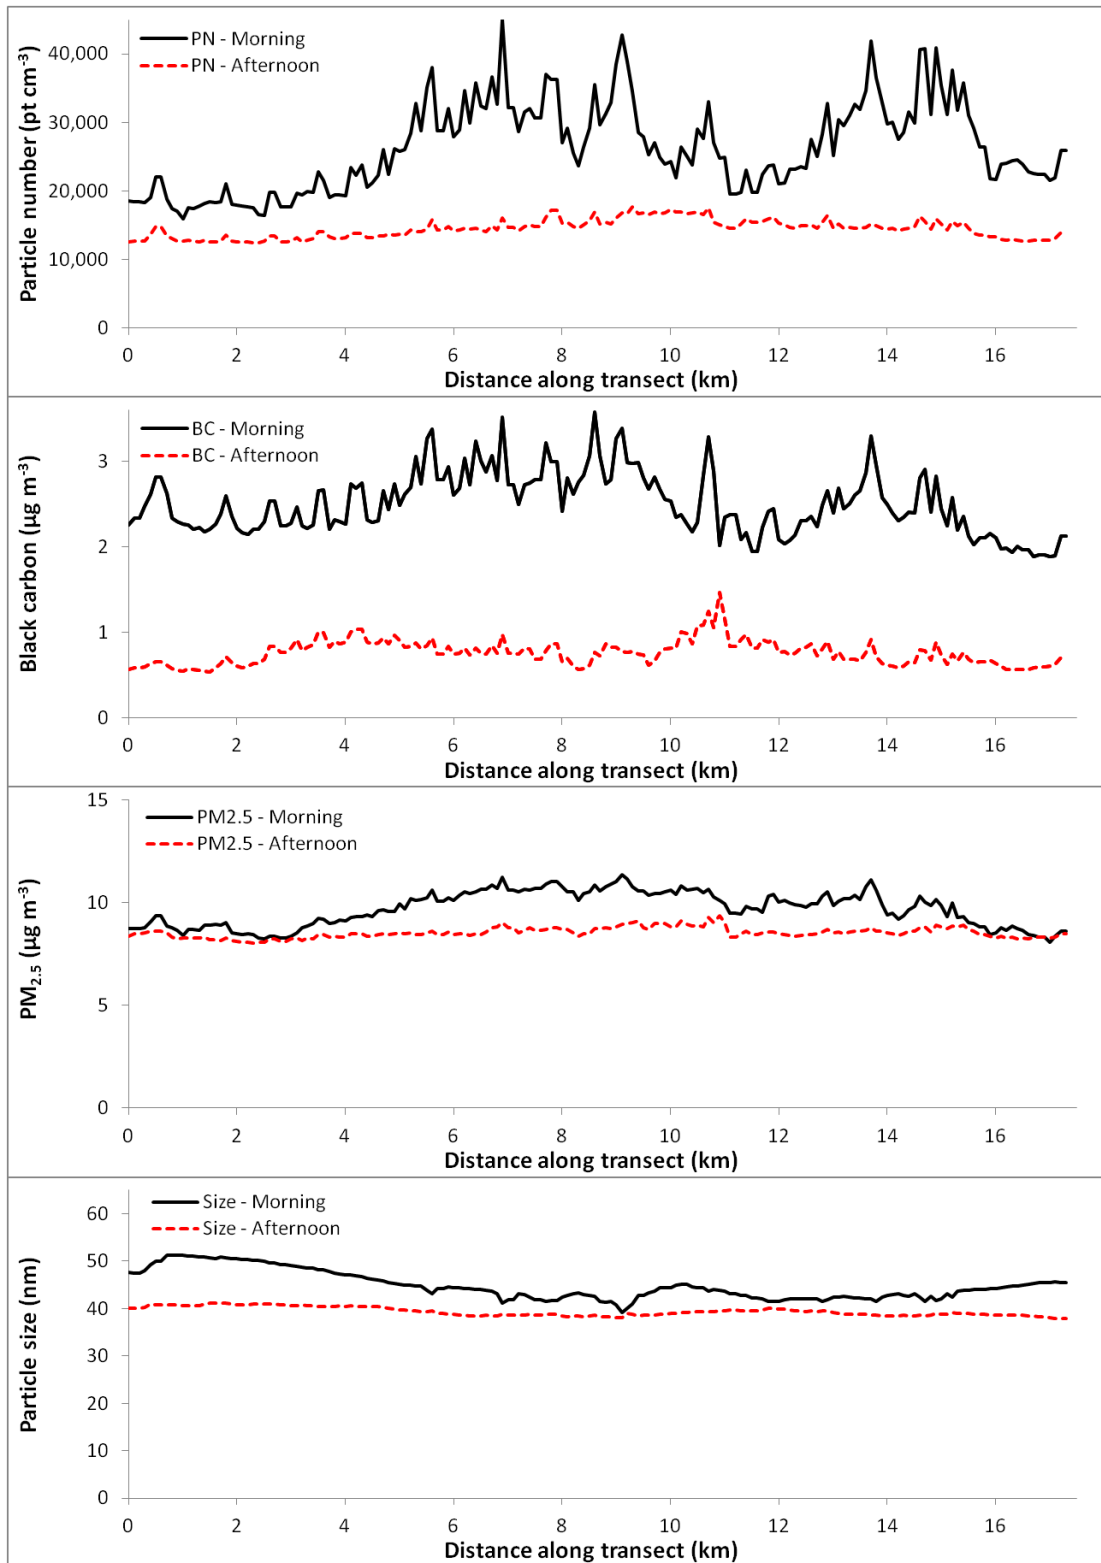 PN - Morning
PN - Afternoon
Particle number (pt cm⁻³)
40,000
30,000
20,000
10,000
0
0 2 4 6 8 10 12 14 16
Distance along transect (km)
BC - Morning
BC - Afternoon
Black carbon (µg m⁻³)
3
2
1
0
0 2 4 6 8 10 12 14 16
Distance along transect (km)
PM2.5 - Morning
PM2.5 - Afternoon
PM₂.₅ (µg m⁻³)
15
10
5
0
0 2 4 6 8 10 12 14 16
Distance along transect (km)
Size - Morning
Size - Afternoon
Particle size (nm)
60
50
40
30
20
10
0
0 2 4 6 8 10 12 14 16
Distance along transect (km)